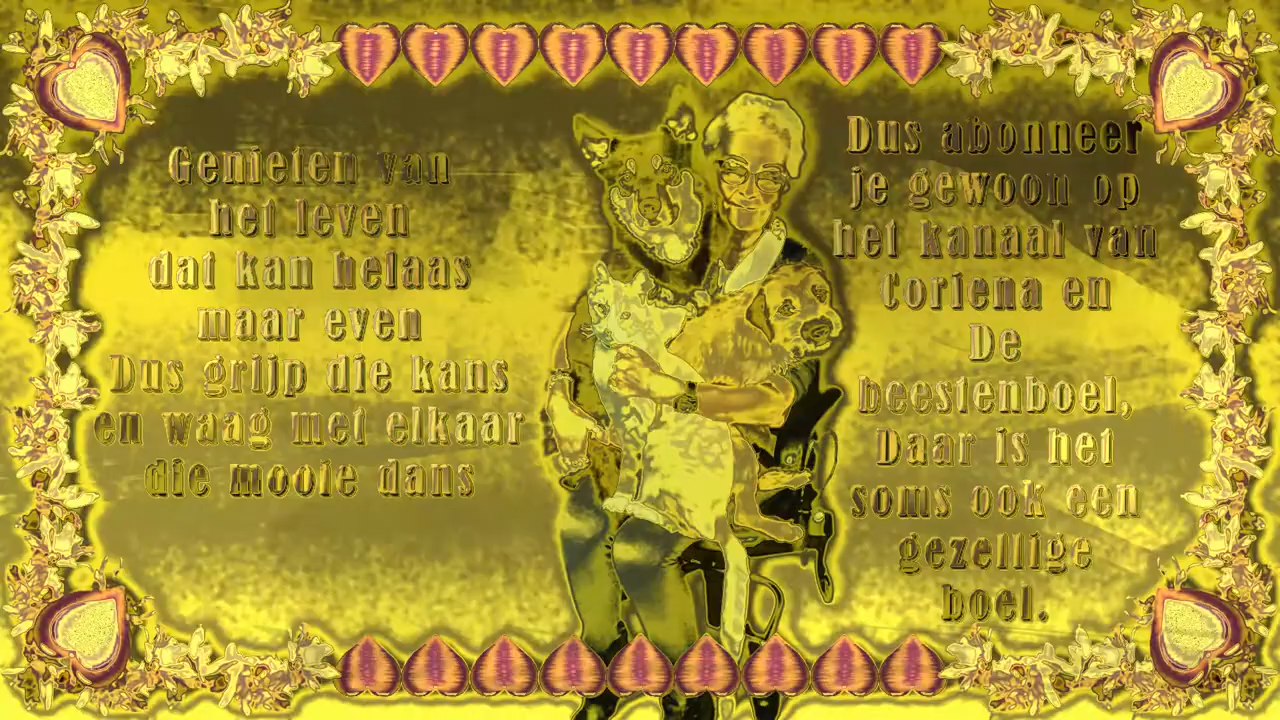 Genieten van
het leven
dat kan helaas
maar even
Dus grijp die kans
en waag met elkaar
die mooie dans
Dus abonneer
je gewoon op
het kanaal van
Coriena en
De
beestenboel,
Daar is het
soms ook een
gezellige
boel.